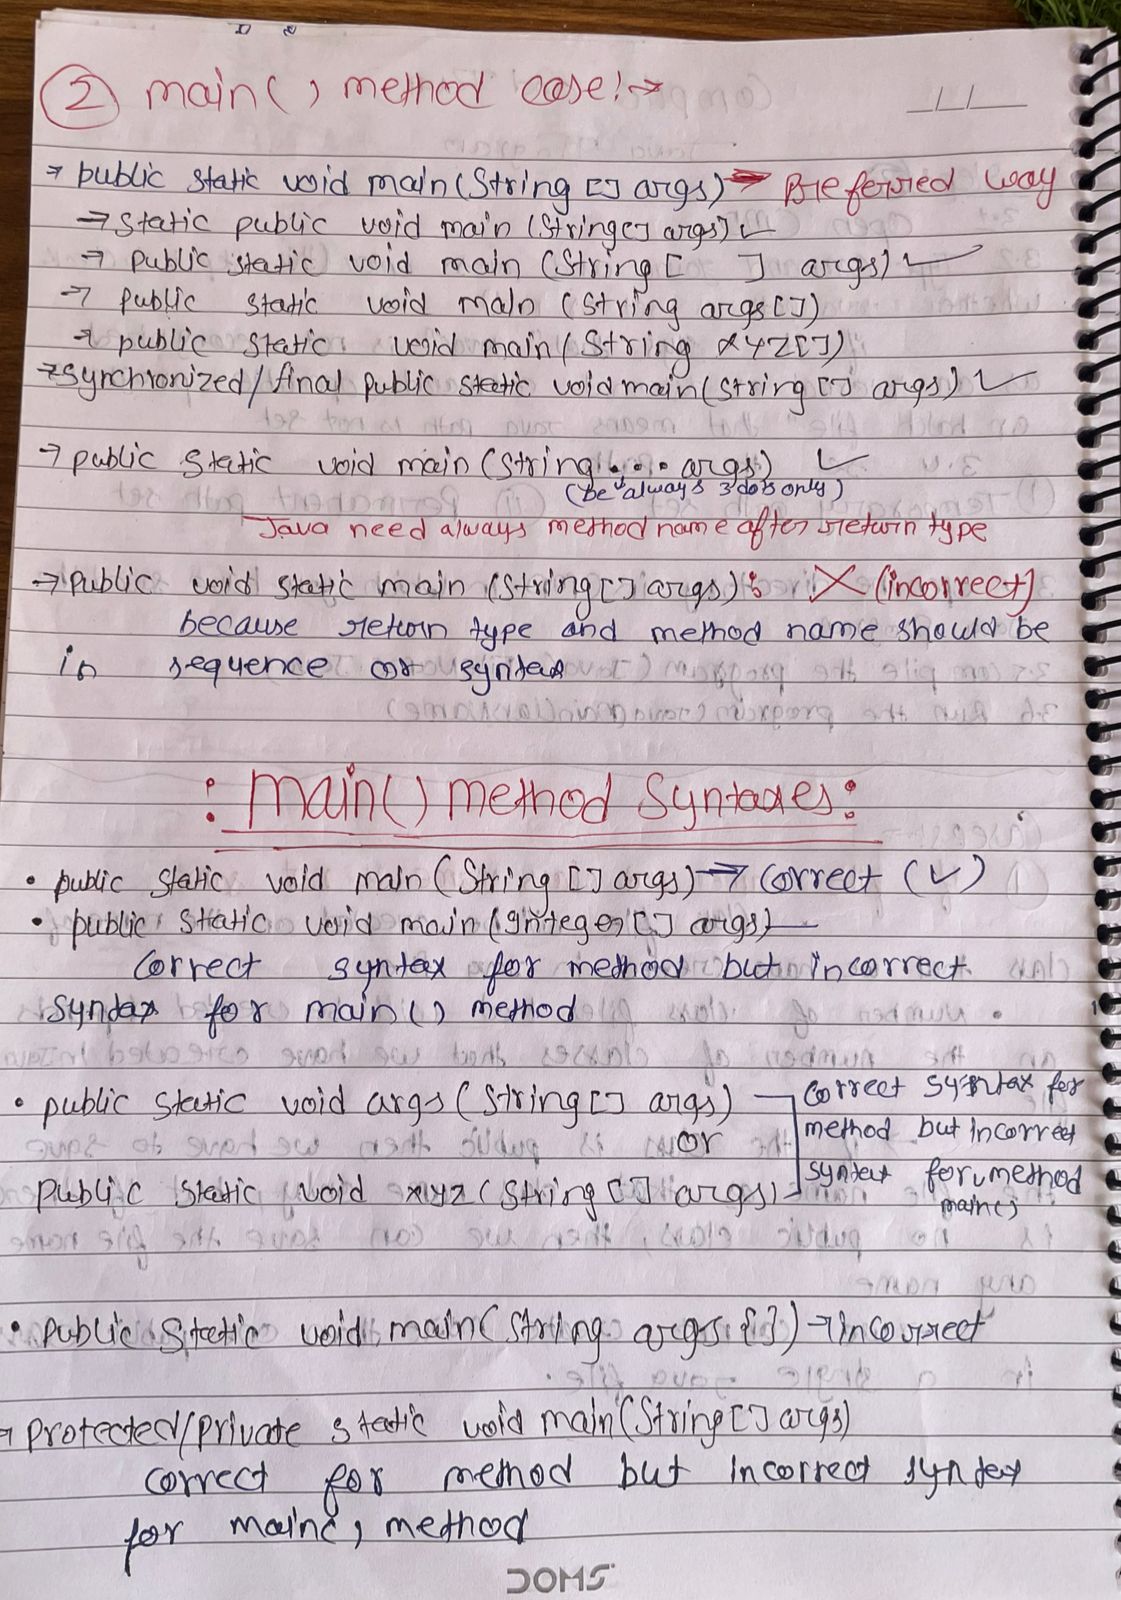 ② main() method case:→
→ public static void main(String [] args) → Preferred way
→ static public void main (String[] args) ✓
→ public static void main (String [ ] args) ✓
→ public static void main (String args[])
→ public static void main(String xyz[])
→ synchronized/final public static void main(String [] args) ✓
→ public static void main(String... args) ✓
(be always 3 dots only)
Java need always method name after return type
→ public void static main (String[] args): X (incorrect)
because return type and method name should be
in sequence or syntax
: main() method Syntaxes:
• public static void main(String [] args) → Correct (✓)
• public static void main(Integer[] args)—
Correct syntax for method but incorrect
syntax for main() method
• public static void args(String[] args)
or
public static void xyz(String[] args)
Correct syntax for
method but incorrect
syntax for method
main()
• public static void main(String args{}) → incorrect
→ Protected/private static void main(String[] args)
correct for method but incorrect syntex
for main() method
DOMS